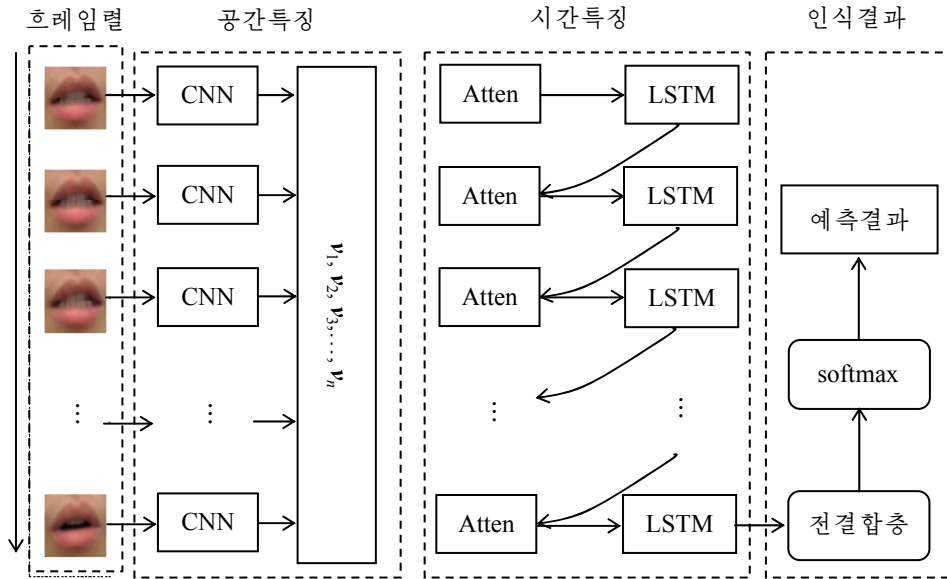 흐레임렬 공간특징 시간특징 인식결과
CNN Atten LSTM
CNN Atten LSTM
예측결과
CNN Atten LSTM
v1, v2, v3,…, vn
softmax
⋮ ⋮ ⋮ ⋮
CNN Atten LSTM 전결합층